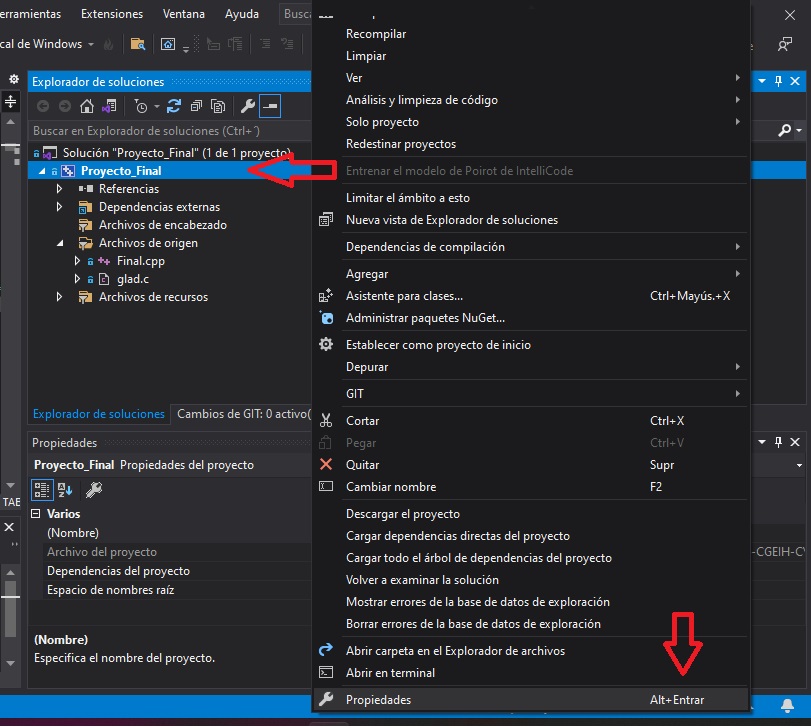 erramientas Extensiones Ventana Ayuda
cal de Windows
Explorador de soluciones
Buscar en Explorador de soluciones (Ctrl+´)
Solución "Proyecto_Final" (1 de 1 proyecto)
Proyecto_Final
Referencias
Dependencias externas
Archivos de encabezado
Archivos de origen
Final.cpp
glad.c
Archivos de recursos
Explorador de soluciones Cambios de GIT: 0 activo(
Propiedades
Proyecto_Final Propiedades del proyecto
Varios
(Nombre)
Archivo del proyecto
Dependencias del proyecto
Espacio de nombres raíz
(Nombre)
Especifica el nombre del proyecto.
TAE
Recompilar
Limpiar
Ver
Análisis y limpieza de código
Solo proyecto
Redestinar proyectos
Entrenar el modelo de Poirot de IntelliCode
Limitar el ámbito a esto
Nueva vista de Explorador de soluciones
Dependencias de compilación
Agregar
Asistente para clases... Ctrl+Mayús.+X
Administrar paquetes NuGet...
Establecer como proyecto de inicio
Depurar
GIT
Cortar Ctrl+X
Pegar Ctrl+V
Quitar Supr
Cambiar nombre F2
Descargar el proyecto
Cargar dependencias directas del proyecto
Cargar todo el árbol de dependencias del proyecto
Volver a examinar la solución
Mostrar errores de la base de datos de exploración
Borrar errores de la base de datos de exploración
Abrir carpeta en el Explorador de archivos
Abrir en terminal
Propiedades Alt+Entrar